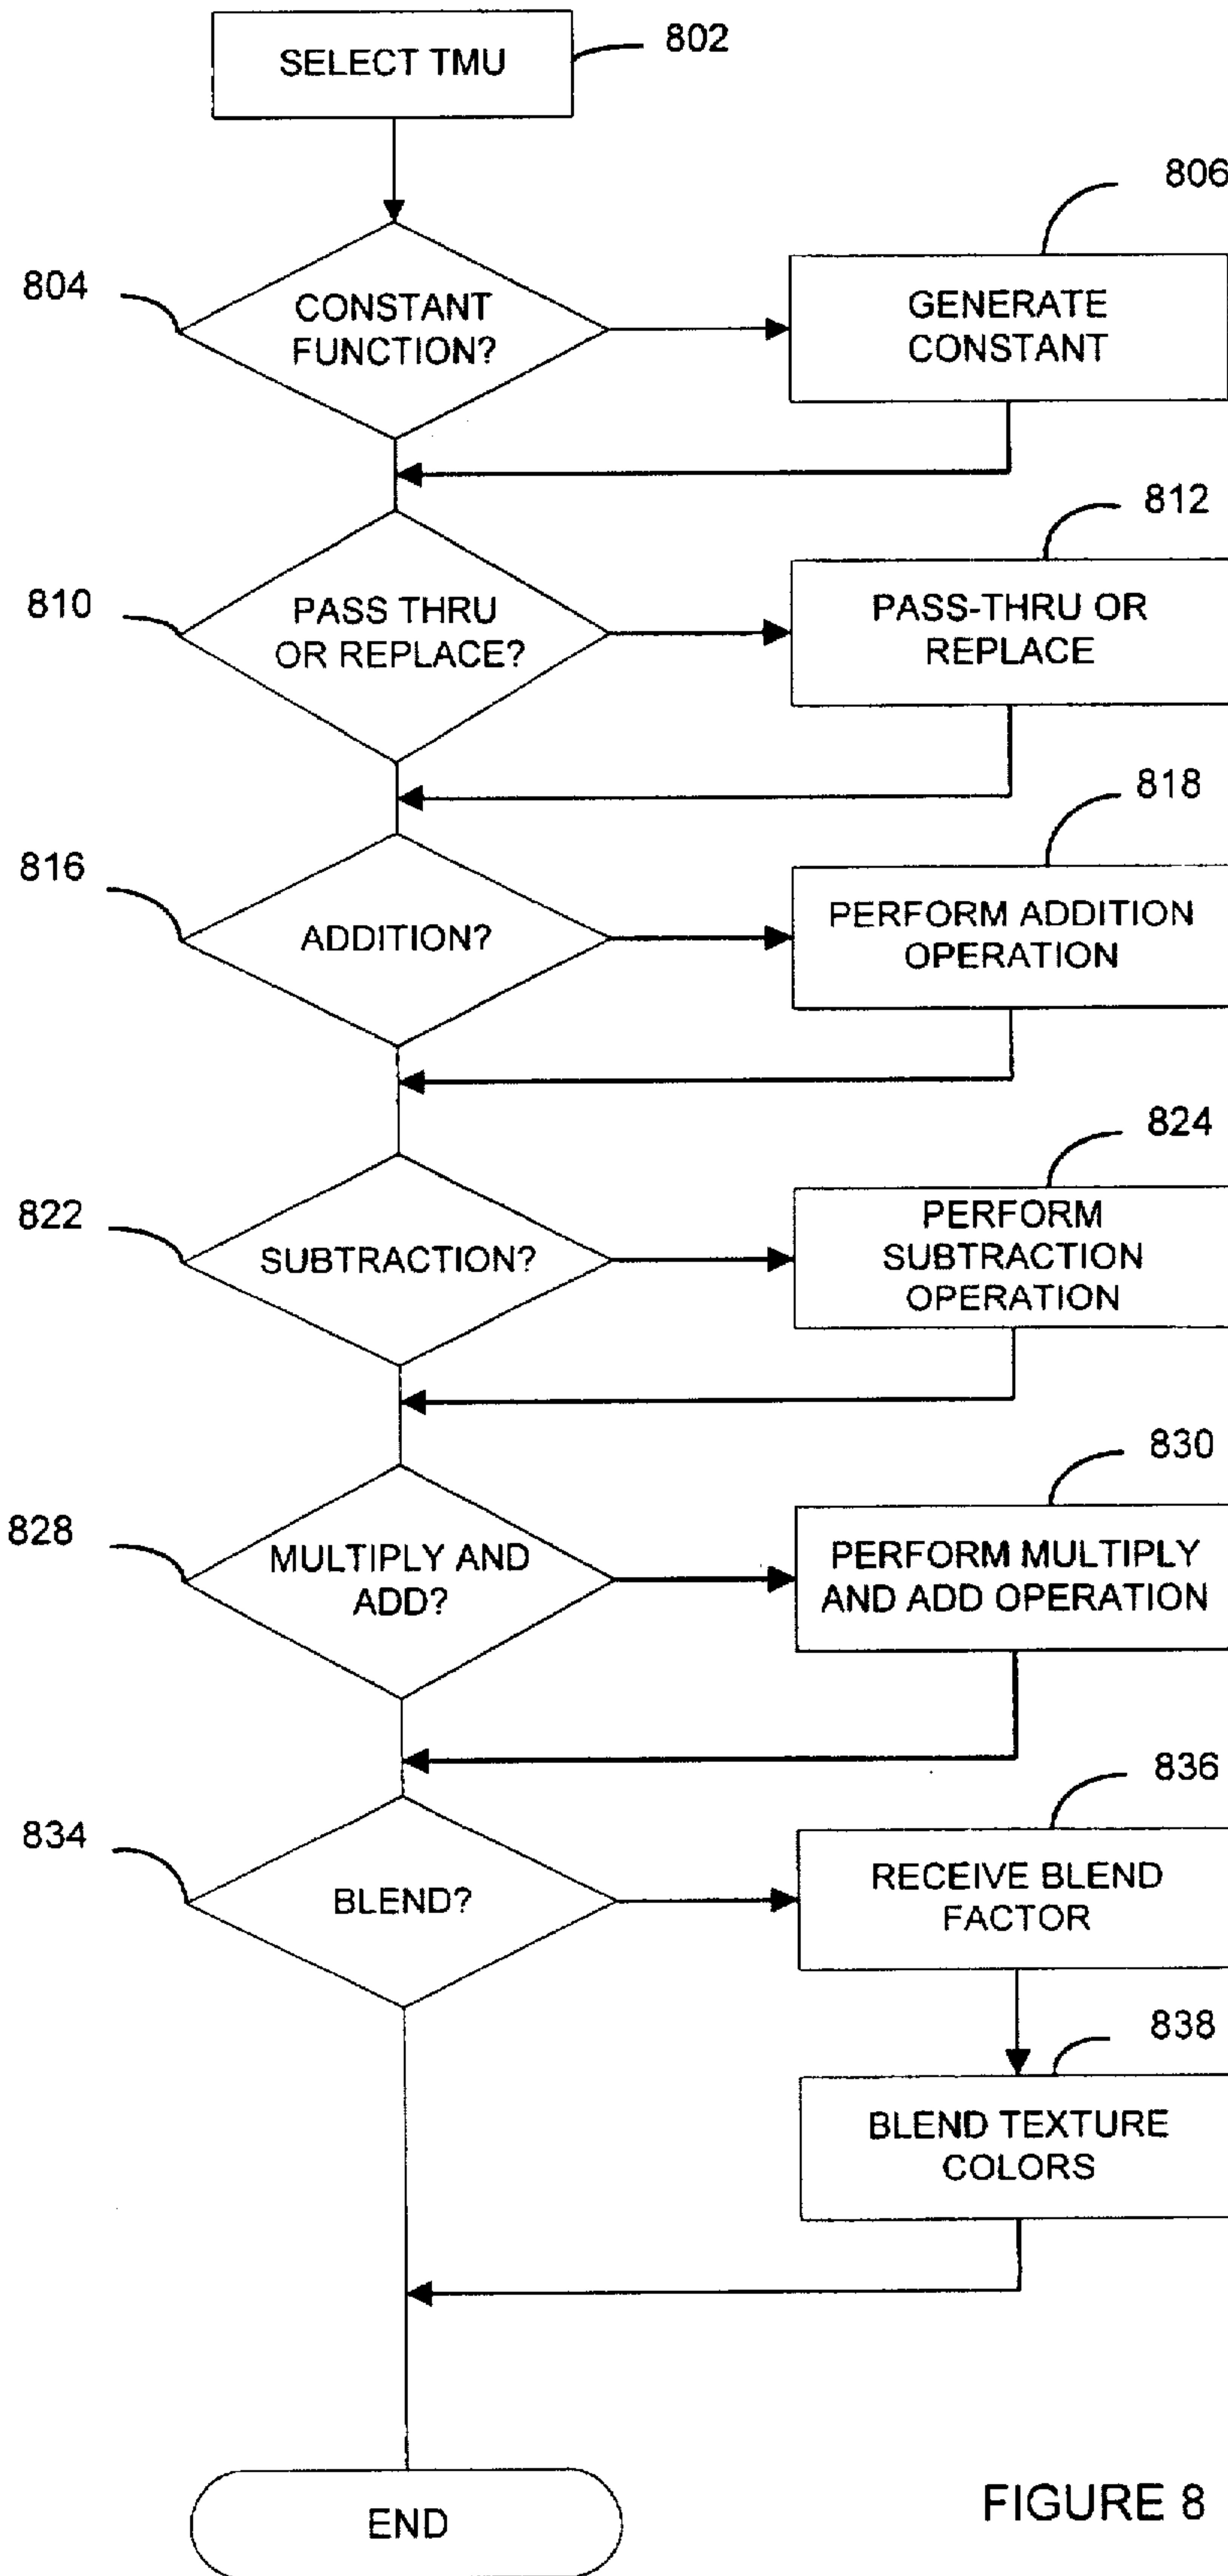 SELECT TMU
802
804
CONSTANT
FUNCTION?
806
GENERATE
CONSTANT
810
PASS THRU
OR REPLACE?
812
PASS-THRU OR
REPLACE
816
ADDITION?
818
PERFORM ADDITION
OPERATION
822
SUBTRACTION?
824
PERFORM
SUBTRACTION
OPERATION
828
MULTIPLY AND
ADD?
830
PERFORM MULTIPLY
AND ADD OPERATION
834
BLEND?
836
RECEIVE BLEND
FACTOR
838
BLEND TEXTURE
COLORS
END
FIGURE 8